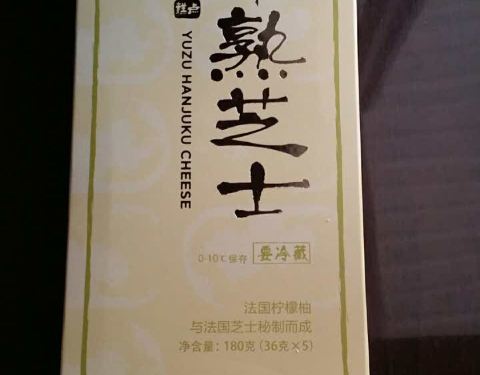 糕点
熟芝士
YUZU HANJUKU CHEESE
0-10℃保存 要冷藏
法国柠檬柚
与法国芝士秘制而成
净含量：180克（36克×5）